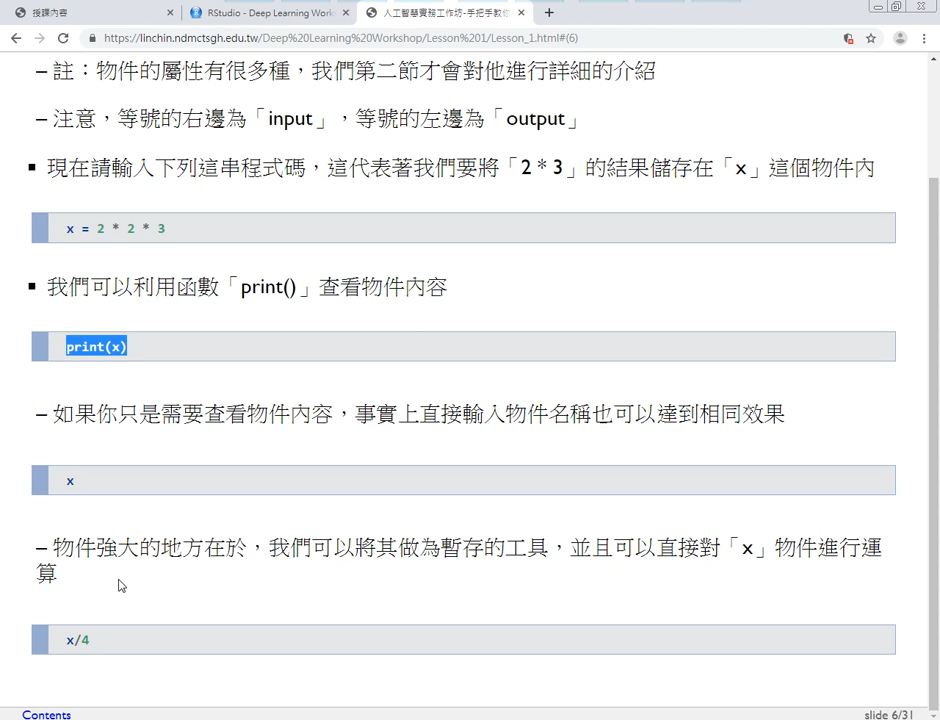 授課內容
RStudio - Deep Learning Work
人工智慧實務工作坊-手把手教你
https://linchin.ndmctsgh.edu.tw/Deep%20Learning%20Workshop/Lesson%201/Lesson_1.html#(6)
– 註：物件的屬性有很多種，我們第二節才會對他進行詳細的介紹
– 注意，等號的右邊為「input」，等號的左邊為「output」
▪ 現在請輸入下列這串程式碼，這代表著我們要將「2 * 3」的結果儲存在「x」這個物件內
x = 2 * 2 * 3
▪ 我們可以利用函數「print()」查看物件內容
print(x)
– 如果你只是需要查看物件內容，事實上直接輸入物件名稱也可以達到相同效果
x
– 物件強大的地方在於，我們可以將其做為暫存的工具，並且可以直接對「x」物件進行運
算
x/4
Contents
slide 6/31